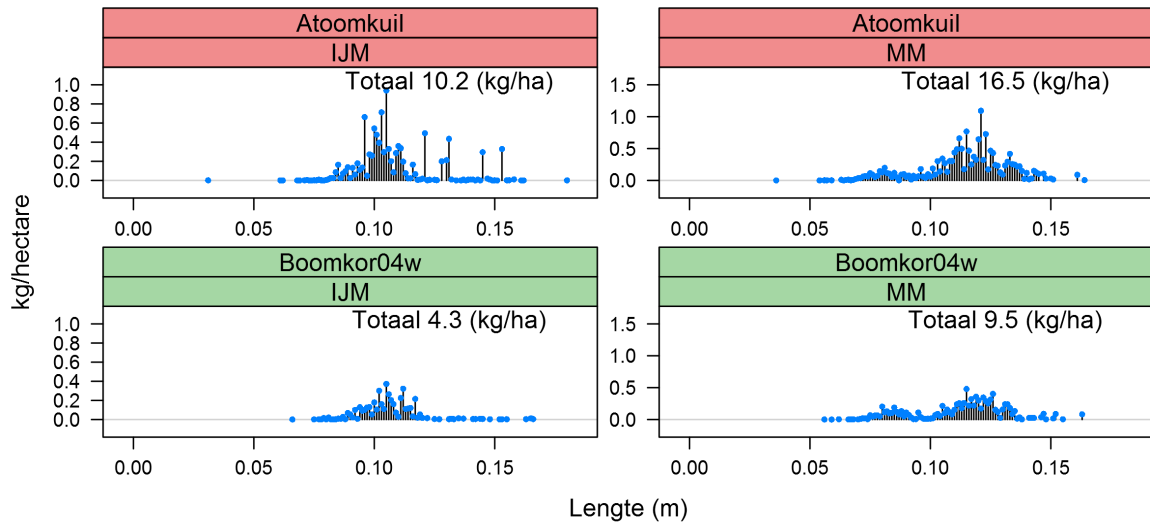 Atoomkuil
IJM
Totaal 10.2 (kg/ha)
1.0
0.8
0.6
0.4
0.2
0.0
0.00 0.05 0.10 0.15
Atoomkuil
MM
Totaal 16.5 (kg/ha)
1.5
1.0
0.5
0.0
0.00 0.05 0.10 0.15
Boomkor04w
IJM
Totaal 4.3 (kg/ha)
1.0
0.8
0.6
0.4
0.2
0.0
0.00 0.05 0.10 0.15
Boomkor04w
MM
Totaal 9.5 (kg/ha)
1.5
1.0
0.5
0.0
0.00 0.05 0.10 0.15
kg/hectare
Lengte (m)